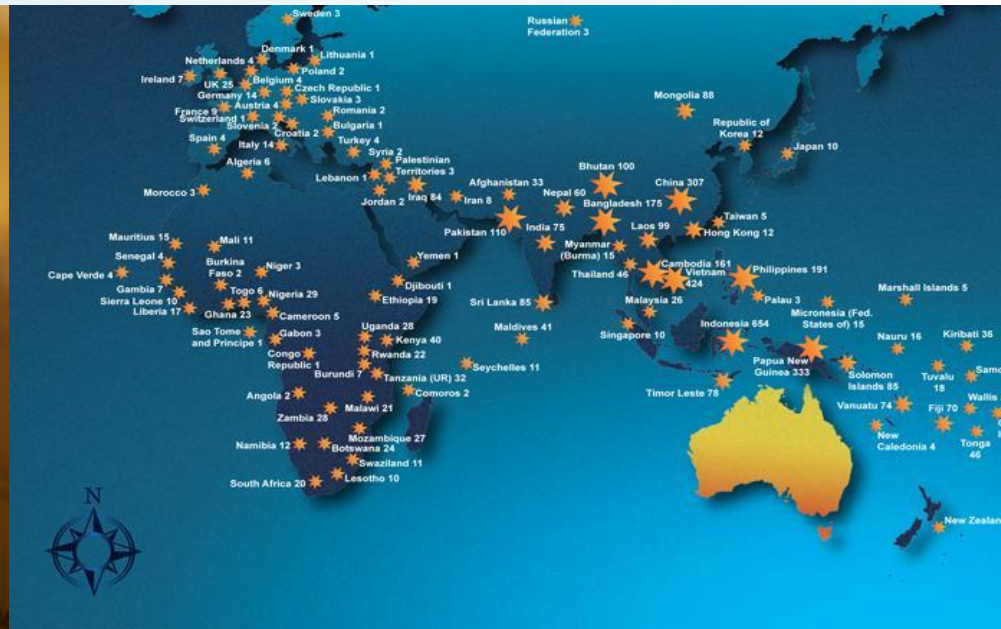 Sweden 3
Russian
Federation 3
Denmark 1
Lithuania 1
Netherlands 4
Poland 2
Ireland 7
UK 25
Belgium 4
Czech Republic 1
Germany 14
Slovakia 3
France 9
Austria 4
Romania 2
Switzerland 1
Slovenia 2
Croatia 2
Bulgaria 1
Spain 4
Italy 14
Turkey 4
Syria 2
Mongolia 88
Republic of
Korea 12
Japan 10
Algeria 6
Palestinian
Territories 3
Lebanon 1
Morocco 3
Jordan 2
Iraq 84
Iran 8
Afghanistan 33
Nepal 60
Bhutan 100
Bangladesh 175
China 307
Pakistan 110
India 75
Myanmar
(Burma) 15
Laos 99
Taiwan 5
Hong Kong 12
Mauritius 15
Mali 11
Senegal 4
Burkina
Faso 2
Niger 3
Yemen 1
Cape Verde 4
Gambia 7
Togo 6
Nigeria 29
Djibouti 1
Ethiopia 19
Sierra Leone 10
Liberia 17
Ghana 23
Cameroon 5
Sri Lanka 85
Thailand 46
Cambodia 161
Vietnam
424
Philippines 191
Malaysia 26
Palau 3
Marshall Islands 5
Micronesia (Fed.
States of) 15
Sao Tome
and Principe 1
Gabon 3
Uganda 28
Kenya 40
Maldives 41
Singapore 10
Indonesia 654
Nauru 16
Kiribati 36
Congo
Republic 1
Rwanda 22
Burundi 7
Tanzania (UR) 32
Seychelles 11
Papua New
Guinea 333
Solomon
Islands 85
Tuvalu
18
Samo
Angola 2
Comoros 2
Timor Leste 78
Zambia 28
Malawi 21
Vanuatu 74
Fiji 70
Wallis
Namibia 12
Mozambique 27
Botswana 24
New
Caledonia 4
Tonga
46
Swaziland 11
South Africa 20
Lesotho 10
N
New Zealan